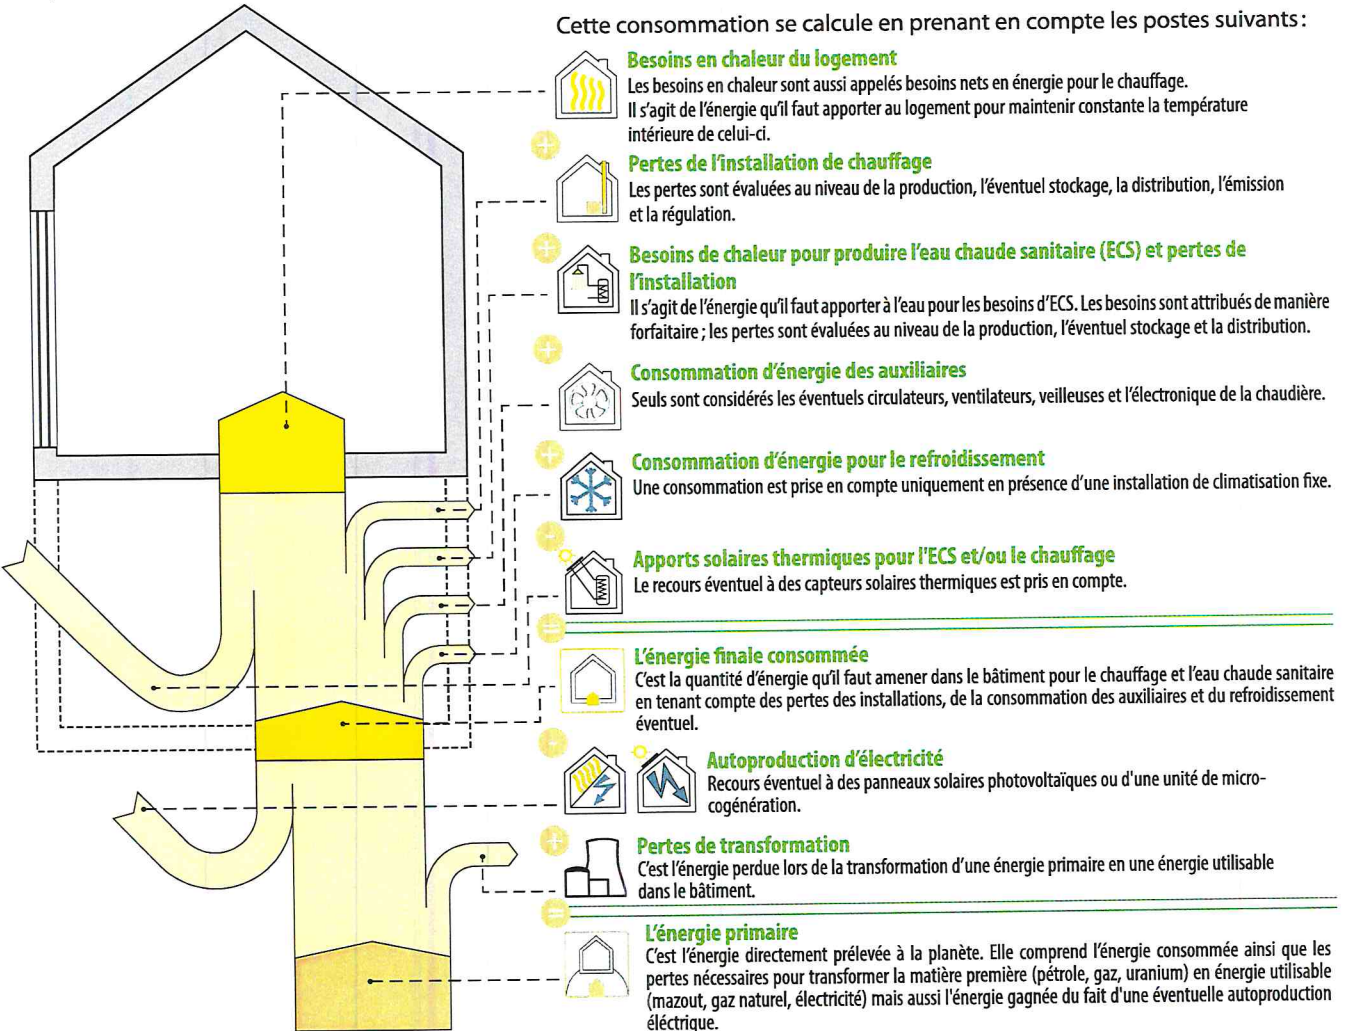 Cette consommation se calcule en prenant en compte les postes suivants:
Besoins en chaleur du logement
Les besoins en chaleur sont aussi appelés besoins nets en énergie pour le chauffage.
Il s'agit de l'énergie qu'il faut apporter au logement pour maintenir constante la température
intérieure de celui-ci.
+
Pertes de l'installation de chauffage
Les pertes sont évaluées au niveau de la production, l'éventuel stockage, la distribution, l'émission
et la régulation.
+
Besoins de chaleur pour produire l'eau chaude sanitaire (ECS) et pertes de
l'installation
Il s'agit de l'énergie qu'il faut apporter à l'eau pour les besoins d'ECS. Les besoins sont attribués de manière
forfaitaire ; les pertes sont évaluées au niveau de la production, l'éventuel stockage et la distribution.
+
Consommation d'énergie des auxiliaires
Seuls sont considérés les éventuels circulateurs, ventilateurs, veilleuses et l'électronique de la chaudière.
+
Consommation d'énergie pour le refroidissement
Une consommation est prise en compte uniquement en présence d'une installation de climatisation fixe.
-
Apports solaires thermiques pour l'ECS et/ou le chauffage
Le recours éventuel à des capteurs solaires thermiques est pris en compte.
=
L'énergie finale consommée
C'est la quantité d'énergie qu'il faut amener dans le bâtiment pour le chauffage et l'eau chaude sanitaire
en tenant compte des pertes des installations, de la consommation des auxiliaires et du refroidissement
éventuel.
-
Autoproduction d'électricité
Recours éventuel à des panneaux solaires photovoltaïques ou d'une unité de micro-
cogénération.
+
Pertes de transformation
C'est l'énergie perdue lors de la transformation d'une énergie primaire en une énergie utilisable
dans le bâtiment.
=
L'énergie primaire
C'est l'énergie directement prélevée à la planète. Elle comprend l'énergie consommée ainsi que les
pertes nécessaires pour transformer la matière première (pétrole, gaz, uranium) en énergie utilisable
(mazout, gaz naturel, électricité) mais aussi l'énergie gagnée du fait d'une éventuelle autoproduction
éléctrique.